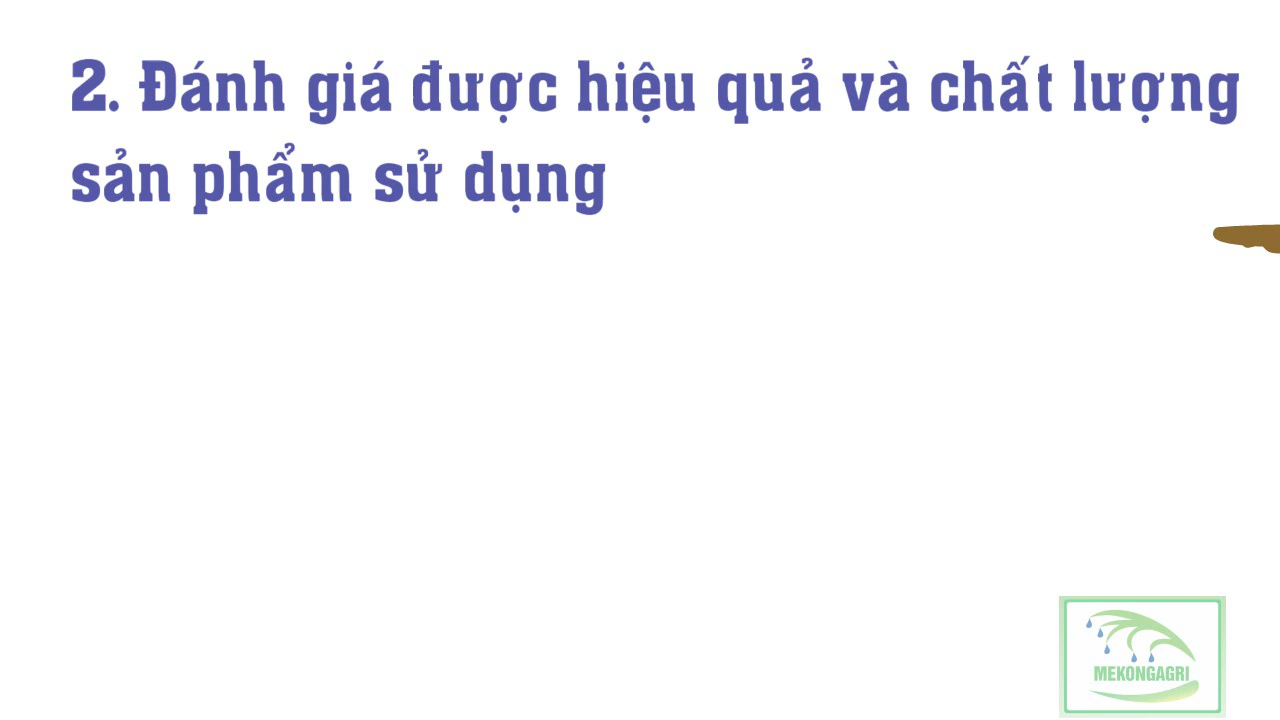 2. Đánh giá được hiệu quả và chất lượng
sản phẩm sử dụng
MEKONGAGRI